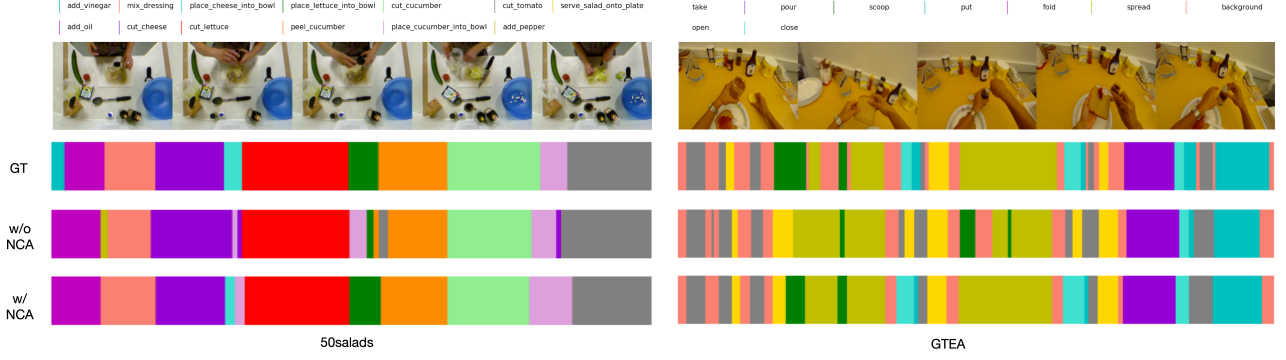 add_vinegar mix_dressing place_cheese_into_bowl place_lettuce_into_bowl cut_cucumber cut_tomato serve_salad_onto_plate
add_oil cut_cheese cut_lettuce peel_cucumber place_cucumber_into_bowl add_pepper
take pour scoop put fold spread background
open close
GT
w/o
NCA
w/
NCA
50salads
GTEA